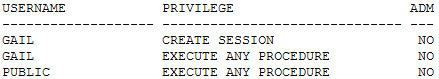 USERNAME PRIVILEGE ADM
-------------------- ---------------------------------------- ---
GAIL CREATE SESSION NO
GAIL EXECUTE ANY PROCEDURE NO
PUBLIC EXECUTE ANY PROCEDURE NO